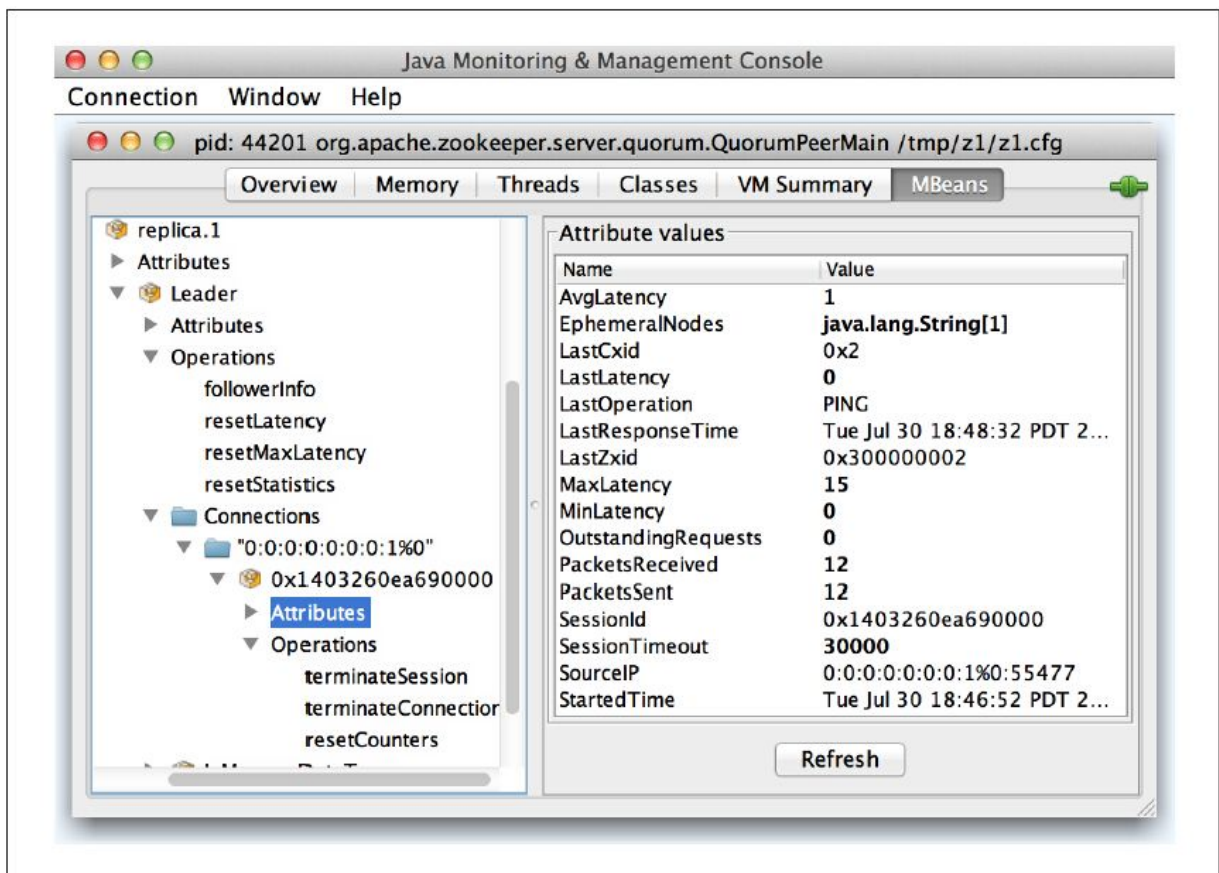 Java Monitoring & Management Console
Connection Window Help
pid: 44201 org.apache.zookeeper.server.quorum.QuorumPeerMain /tmp/z1/z1.cfg
Overview Memory Threads Classes VM Summary MBeans
replica.1
Attributes
Leader
Attributes
Operations
followerInfo
resetLatency
resetMaxLatency
resetStatistics
Connections
"0:0:0:0:0:0:0:1%0"
0x1403260ea690000
Attributes
Operations
terminateSession
terminateConnection
resetCounters
Attribute values
Name Value
AvgLatency 1
EphemeralNodes java.lang.String[1]
LastCxid 0x2
LastLatency 0
LastOperation PING
LastResponseTime Tue Jul 30 18:48:32 PDT 2...
LastZxid 0x300000002
MaxLatency 15
MinLatency 0
OutstandingRequests 0
PacketsReceived 12
PacketsSent 12
SessionId 0x1403260ea690000
SessionTimeout 30000
SourceIP 0:0:0:0:0:0:0:1%0:55477
StartedTime Tue Jul 30 18:46:52 PDT 2...
Refresh